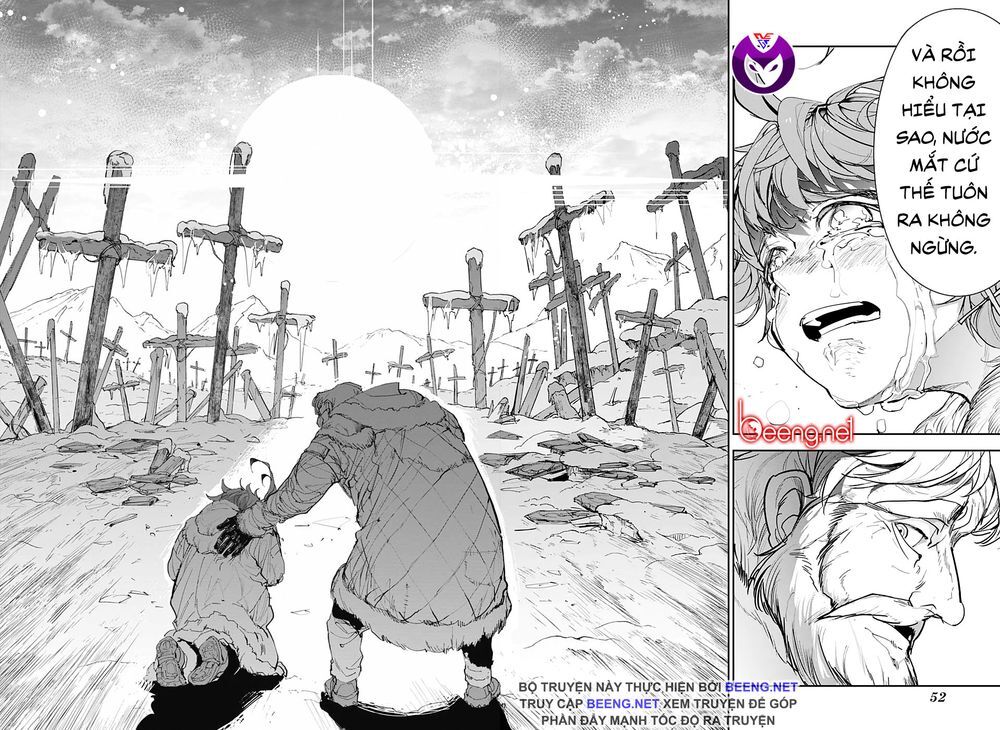 VÀ RỒI
KHÔNG
HIỂU TẠI
SAO, NƯỚC
MẮT CỨ
THẾ TUÔN
RA KHÔNG
NGỪNG.
beeng.net
BỘ TRUYỆN NÀY THỰC HIỆN BỞI BEENG.NET
TRUY CẬP BEENG.NET XEM TRUYỆN ĐỂ GÓP
PHẦN ĐẨY MẠNH TỐC ĐỘ RA TRUYỆN
52